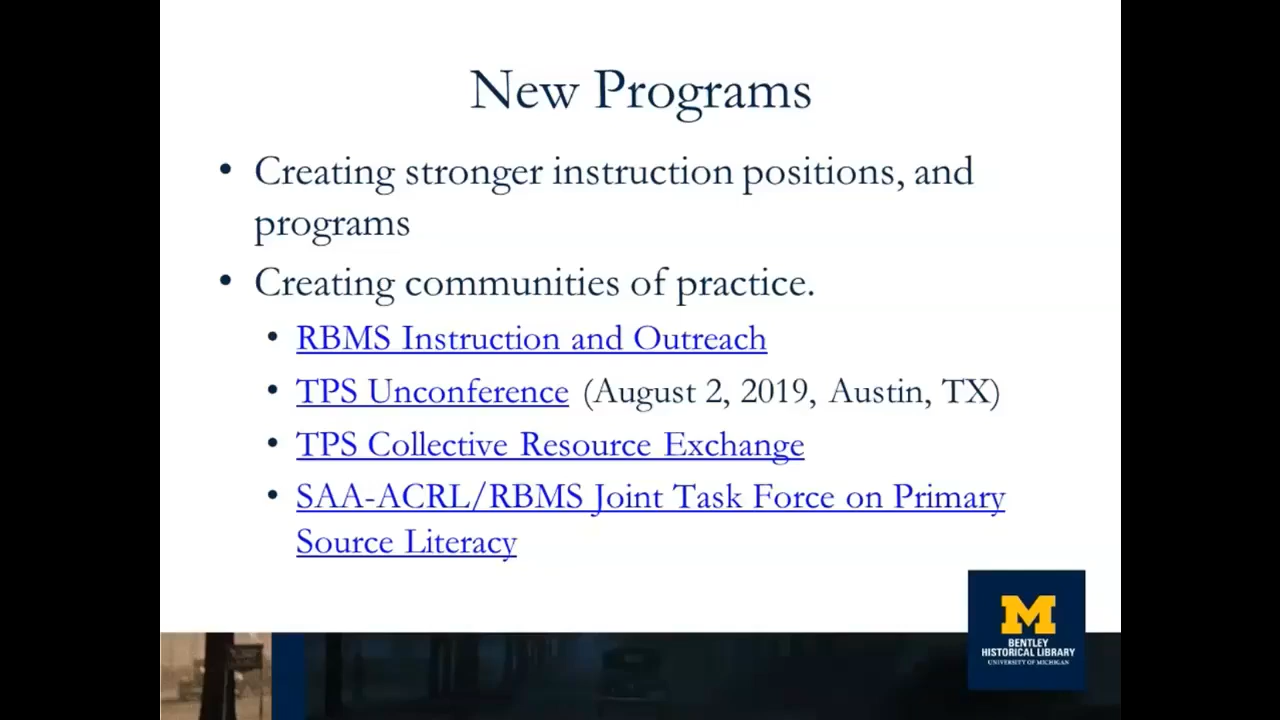 New Programs
• Creating stronger instruction positions, and
programs
• Creating communities of practice.
• RBMS Instruction and Outreach
• TPS Unconference (August 2, 2019, Austin, TX)
• TPS Collective Resource Exchange
• SAA-ACRL/RBMS Joint Task Force on Primary
Source Literacy
M
BENTLEY
HISTORICAL LIBRARY
UNIVERSITY OF MICHIGAN